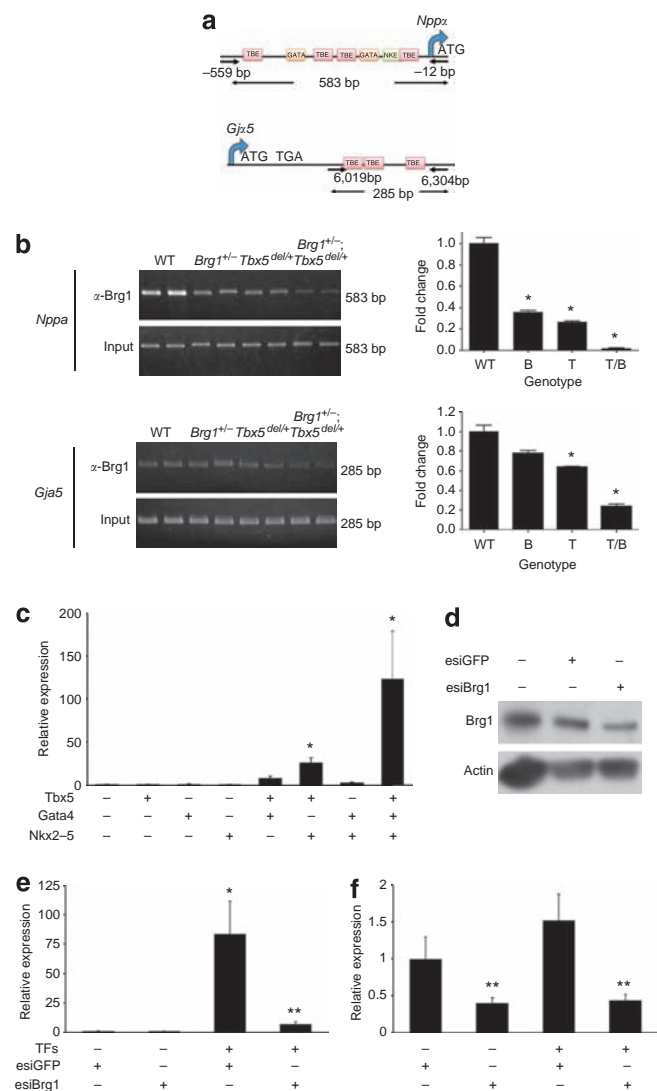 a
Nppα
TBE GATA TBE TBE GATA NKE TBE ATG
–559 bp –12 bp
583 bp
Gjα5
ATG TGA
TBE TBE TBE
6,019bp 6,304bp
285 bp
b
Brg1+/–;
WT Brg1+/– Tbx5del/+ Tbx5del/+
Nppa
α-Brg1 583 bp
Input 583 bp
Fold change
1.2
1.0
0.8
0.6
0.4
0.2
0.0
* * *
WT B T T/B
Genotype
Brg1+/–;
WT Brg1+/– Tbx5del/+ Tbx5del/+
Gja5
α-Brg1 285 bp
Input 285 bp
Fold change
1.2
1.0
0.8
0.6
0.4
0.2
0.0
* *
WT B T T/B
Genotype
c
Relative expression
200
150
100
50
0
* *
Tbx5 – + – – + + – +
Gata4 – – + – + – + +
Nkx2–5 – – – + – + + +
d
esiGFP – + –
esiBrg1 – – +
Brg1
Actin
e
Relative expression
125
100
75
50
25
0
* **
TFs – – + +
esiGFP + – + –
esiBrg1 – + – +
f
Relative expression
2
1.5
1
0.5
0
** **
– – + +
+ – + –
– + – +